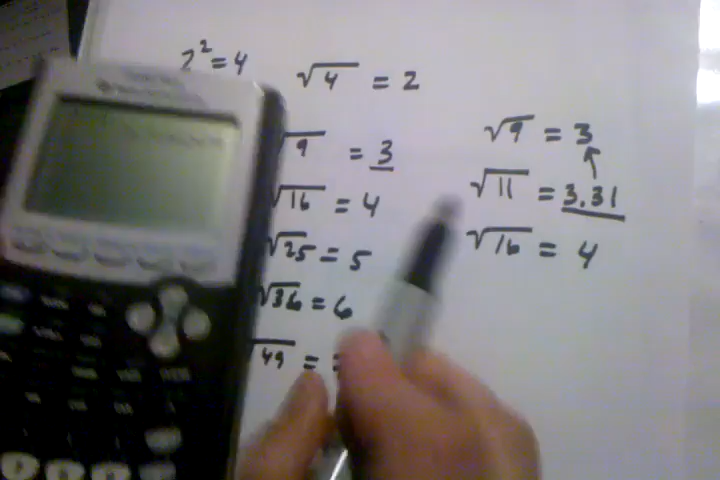 2² = 4
√4 = 2
√9 = 3
√16 = 4
√25 = 5
√36 = 6
√49 =
√9 = 3
√11 = 3.31
√16 = 4